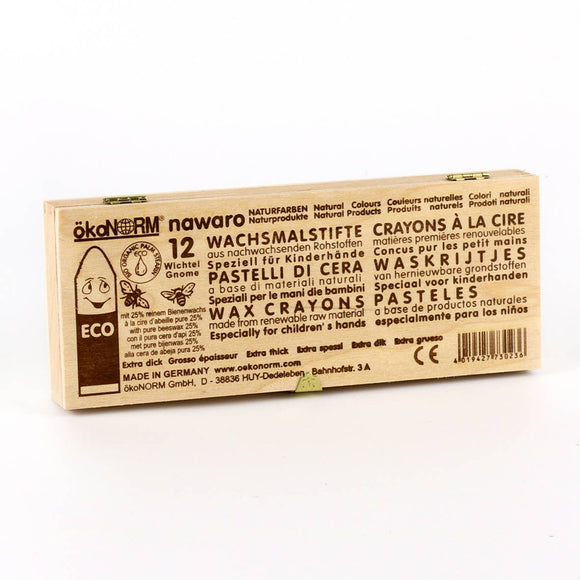 ökoNORM® nawaro
NATURFARBEN Natural Colours Couleurs naturelles Colori naturali
Naturprodukte Natural Products Produits naturels Prodoti naturali
ORGANIC PALM STEARIN
12
Wichtel
Gnome
ECO
WACHSMALSTIFTE
aus nachwachsenden Rohstoffen
Speziell für Kinderhände
PASTELLI DI CERA
a base di materiali naturali
Speziali per le mani die bambini
WAX CRAYONS
made from renewable raw material
Especially for children's hands
CRAYONS À LA CIRE
matières premières renouvelables
Concus pur les petit mains
WASKRIJTJES
van hernieuwbare grondstoffen
Speciaal voor kinderhanden
PASTELES
a base de productos naturales
especialmente para los niños
mit 25% reinem Bienenwachs
à la cire d'abeille pure 25%
with pure beeswax 25%
con cera d'api 25%
met pure bijenwas 25%
alla cera de abeja pura 25%
Extra dick Grosso épaisseur Extra thick Extra spessi Extra dik Extra grueso
MADE IN GERMANY www.oekonorm.com
ökoNORM GmbH, D - 38836 HUY-Dedeleben - Bahnhofstr. 3 A
CE
4019427730236